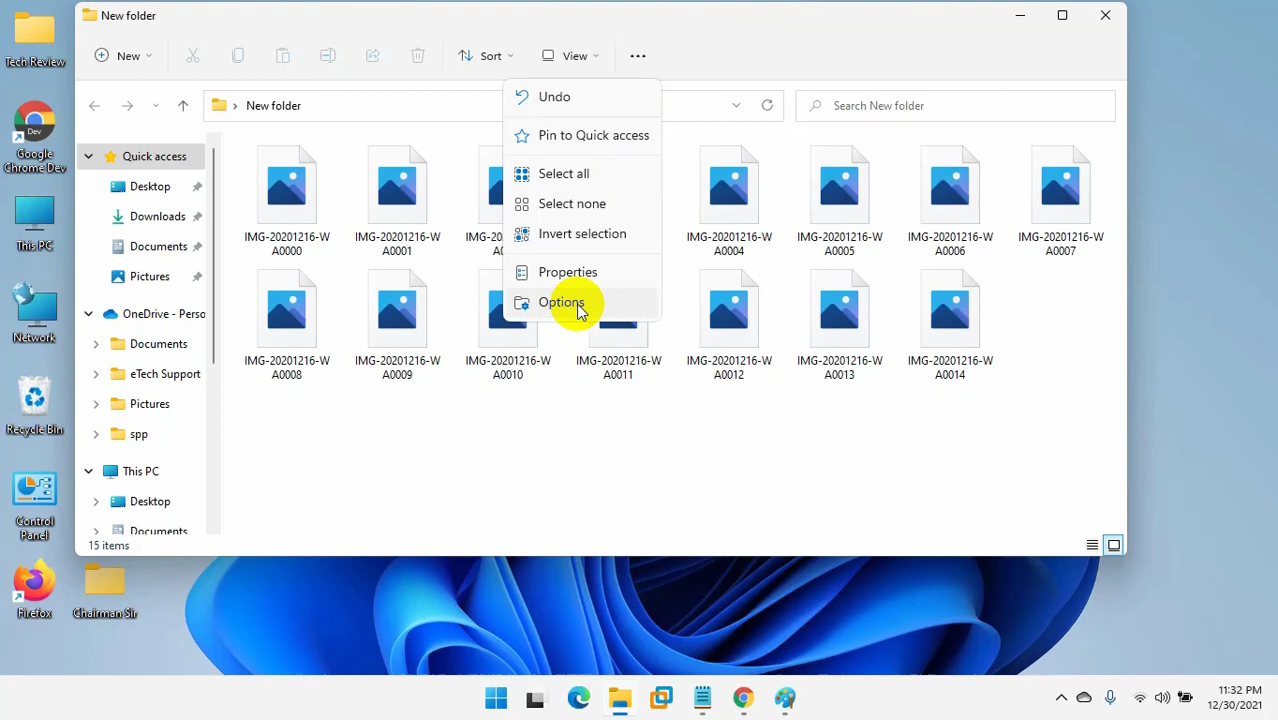 Tech Review
Dev
Google
Chrome Dev
This PC
Network
Recycle Bin
Control
Panel
Firefox
Chairman Sir
New folder
New
Sort
View
New folder
Search New folder
Undo
Pin to Quick access
Select all
Select none
Invert selection
Properties
Options
Quick access
Desktop
Downloads
Documents
Pictures
OneDrive - Perso
Documents
eTech Support
Pictures
spp
This PC
Desktop
Documents
IMG-20201216-W
A0000
IMG-20201216-W
A0001
IMG-20201216-W
A0004
IMG-20201216-W
A0005
IMG-20201216-W
A0006
IMG-20201216-W
A0007
IMG-20201216-W
A0008
IMG-20201216-W
A0009
IMG-20201216-W
A0010
IMG-20201216-W
A0011
IMG-20201216-W
A0012
IMG-20201216-W
A0013
IMG-20201216-W
A0014
15 items
11:32 PM
12/30/2021